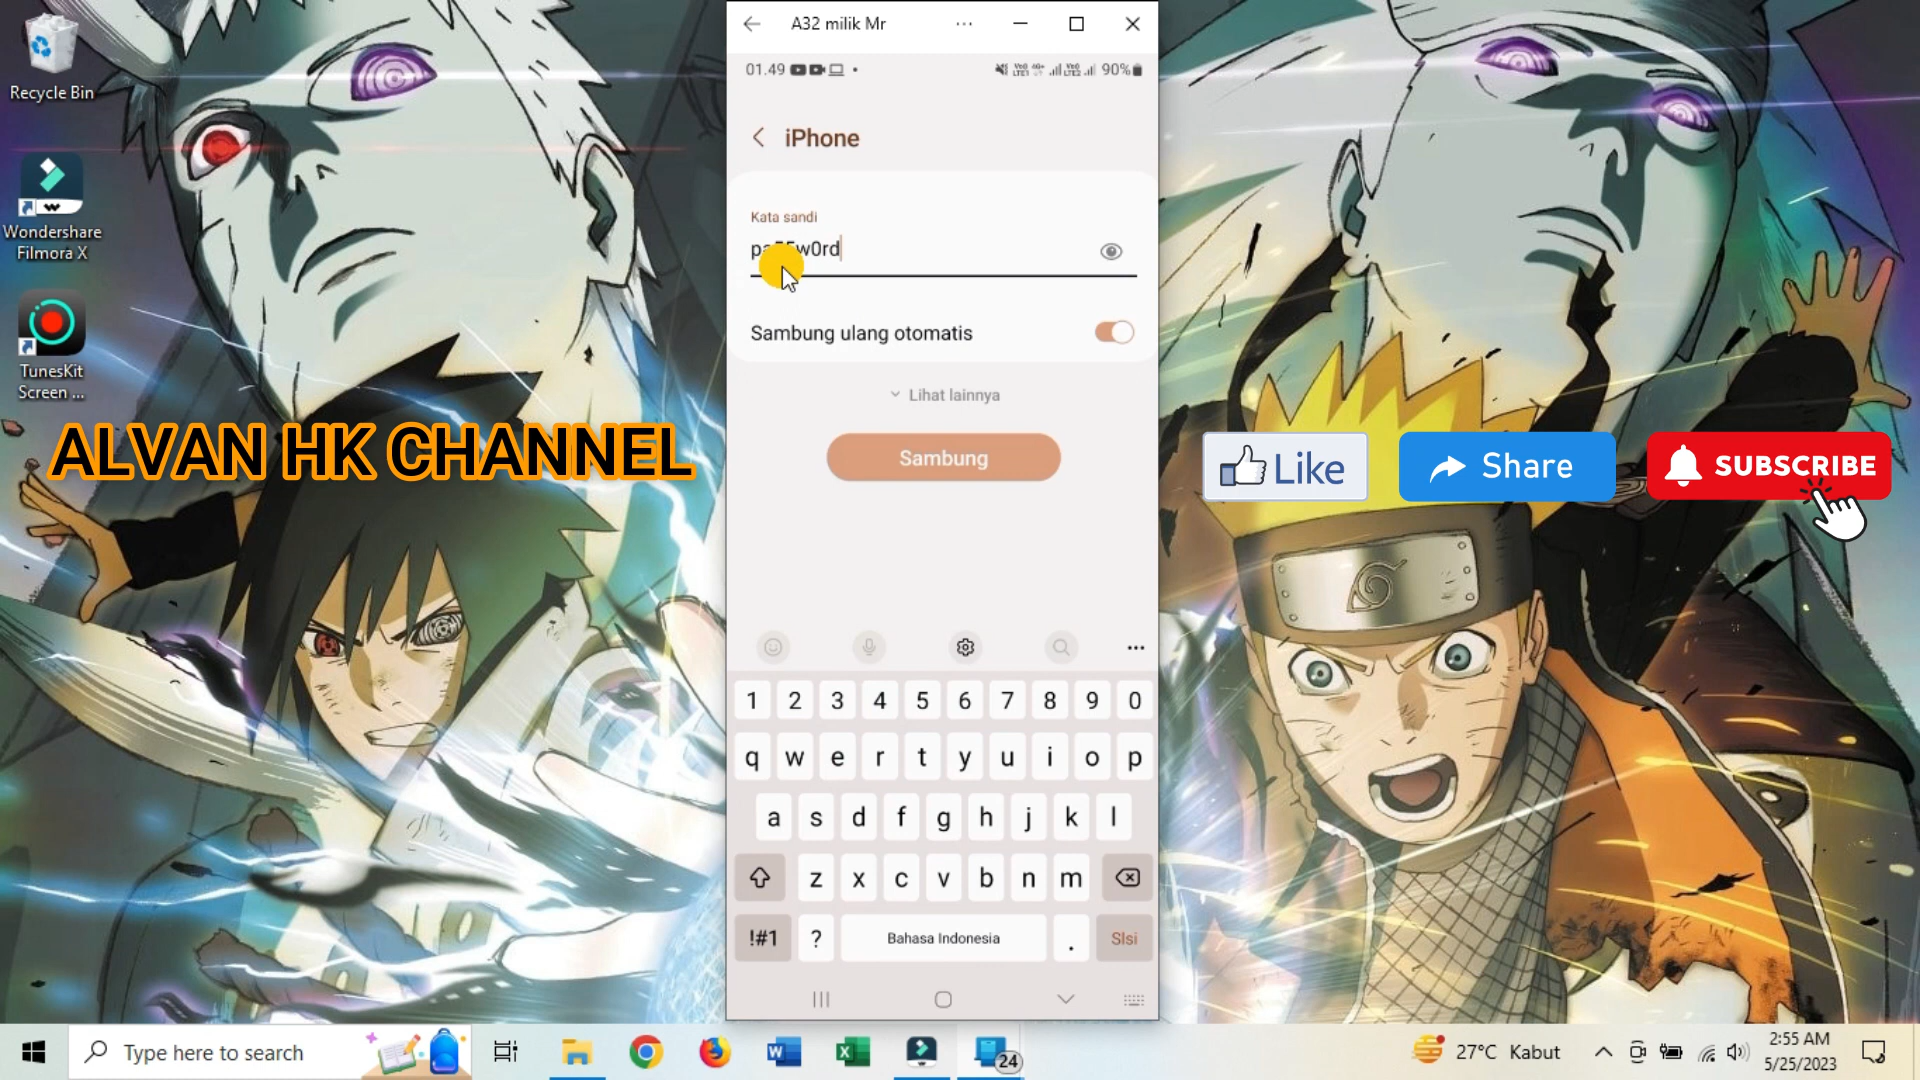 Recycle Bin
Wondershare
Filmora X
TunesKit
Screen ...
ALVAN HK CHANNEL
A32 milik Mr
01.49
90%
iPhone
Kata sandi
Sambung ulang otomatis
Lihat lainnya
Sambung
1 2 3 4 5 6 7 8 9 0
q w e r t y u i o p
a s d f g h j k l
z x c v b n m
!#1 ? Bahasa Indonesia . Slsi
Like
Share
SUBSCRIBE
Type here to search
24
27°C Kabut
2:55 AM
5/25/2023